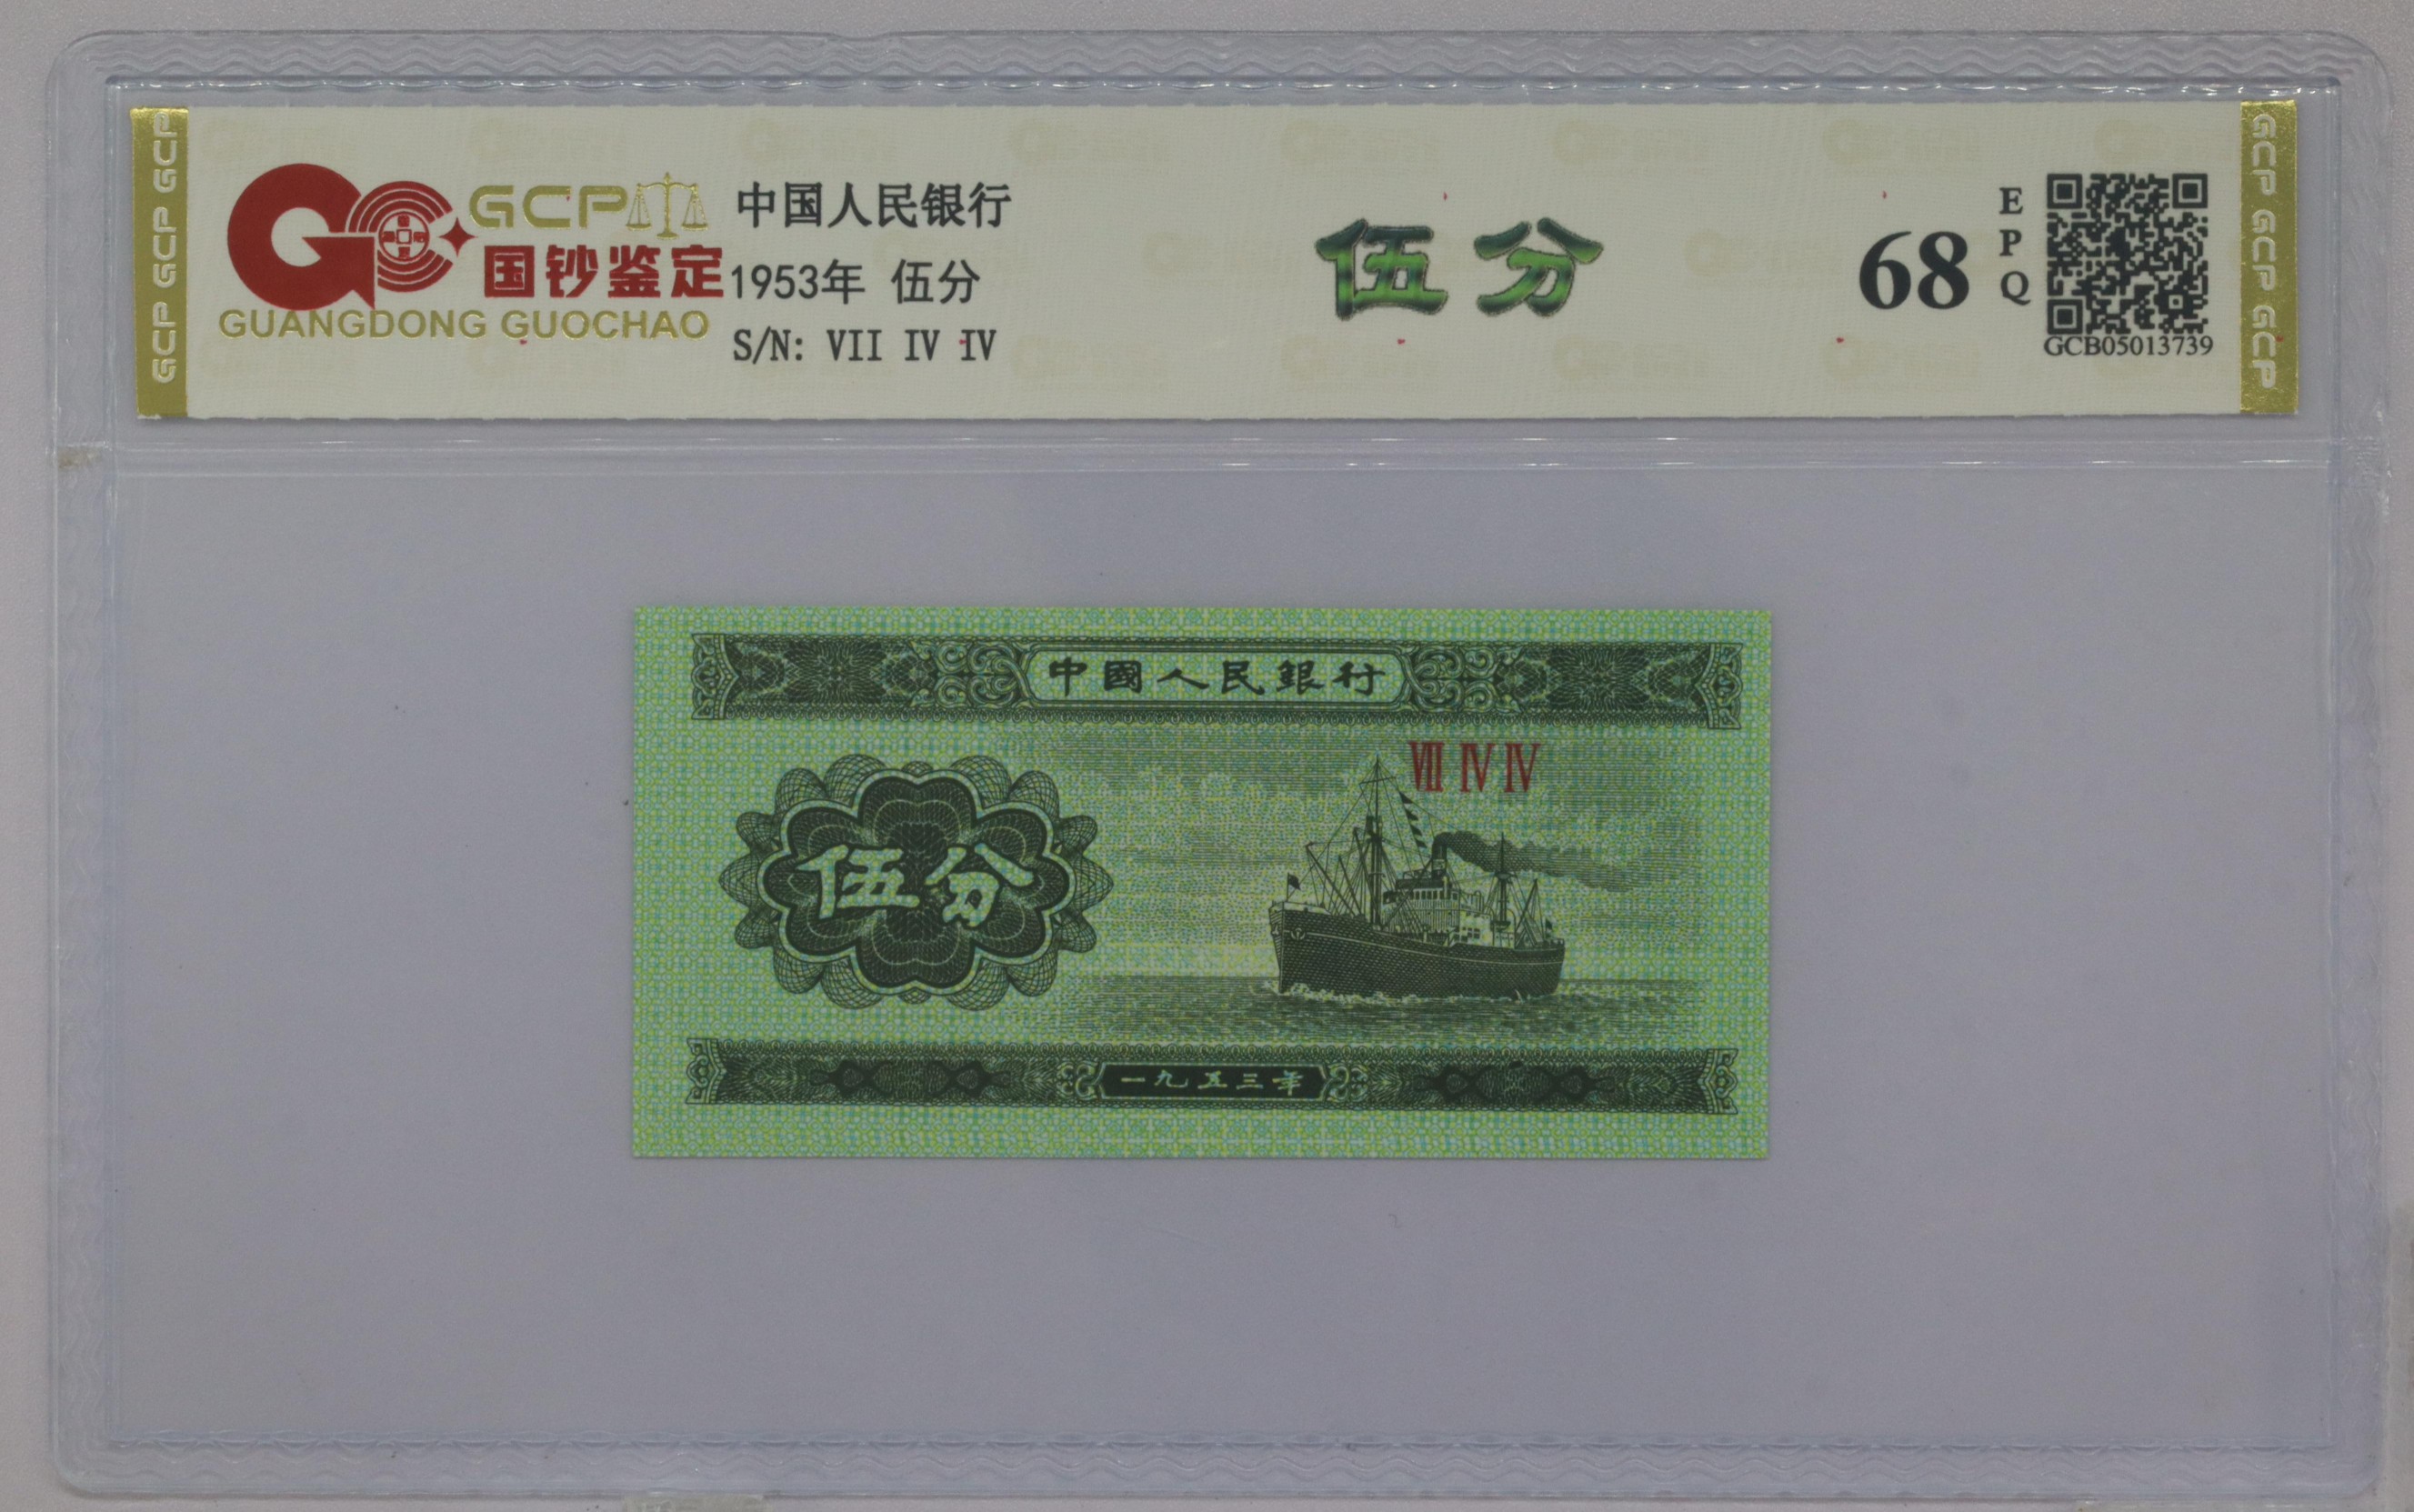 GCP GCP GCP
GCP
国钞鉴定
GUANGDONG GUOCHAO
中国人民银行
1953年 伍分
S/N: VII IV IV
伍分
68
EPQ
GCB05013739
GCP GCP GCP
中國人民銀行
VII IV IV
伍分
一九五三年